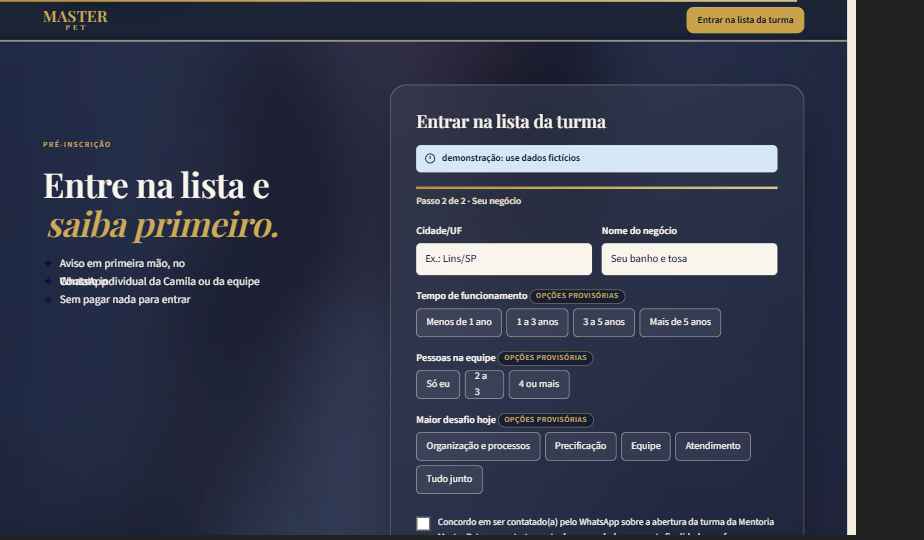 MASTER
PET
Entrar na lista da turma
PRÉ-INSCRIÇÃO
Entre na lista e
saiba primeiro.
Aviso em primeira mão, no
WhatsApp
Contato individual da Camila ou da equipe
Sem pagar nada para entrar
Entrar na lista da turma
demonstração: use dados fictícios
Passo 2 de 2 - Seu negócio
Cidade/UF
Nome do negócio
Ex.: Lins/SP
Seu banho e tosa
Tempo de funcionamento OPÇÕES PROVISÓRIAS
Menos de 1 ano
1 a 3 anos
3 a 5 anos
Mais de 5 anos
Pessoas na equipe OPÇÕES PROVISÓRIAS
Só eu
2 a
3
4 ou mais
Maior desafio hoje OPÇÕES PROVISÓRIAS
Organização e processos
Precificação
Equipe
Atendimento
Tudo junto
Concordo em ser contatado(a) pelo WhatsApp sobre a abertura da turma da Mentoria